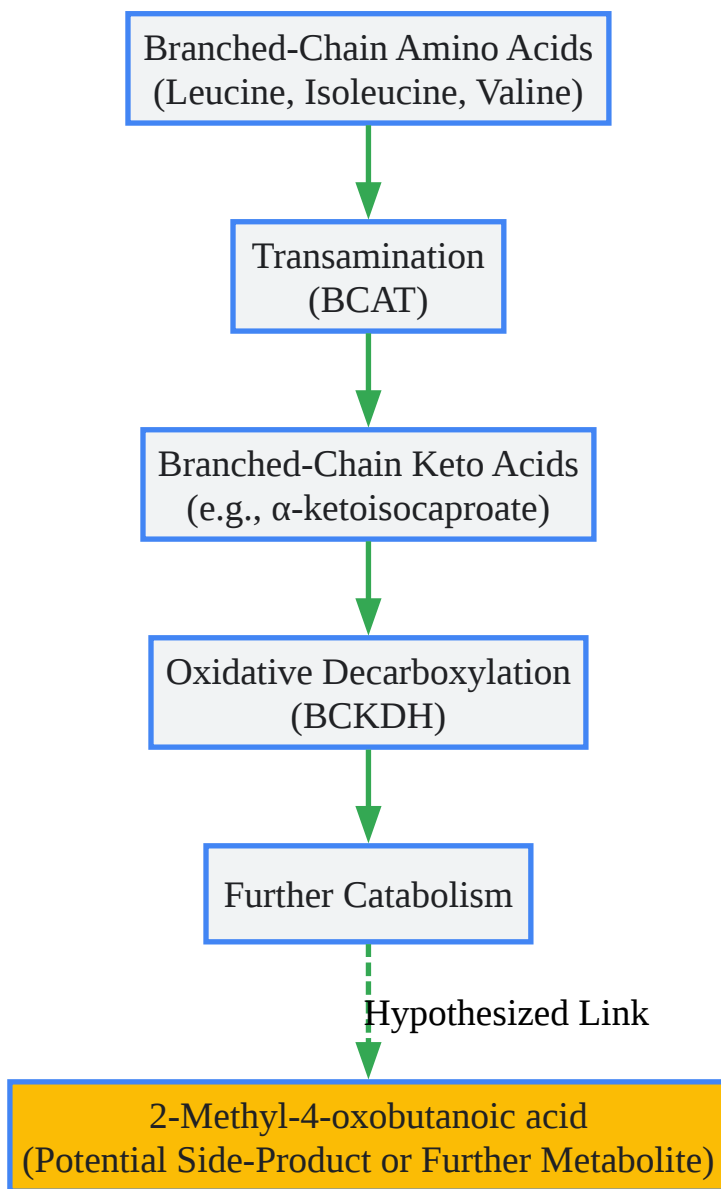 Branched-Chain Amino Acids
(Leucine, Isoleucine, Valine)
Transamination
(BCAT)
Branched-Chain Keto Acids
(e.g., α-ketoisocaproate)
Oxidative Decarboxylation
(BCKDH)
Further Catabolism
Hypothesized Link
2-Methyl-4-oxobutanoic acid
(Potential Side-Product or Further Metabolite)